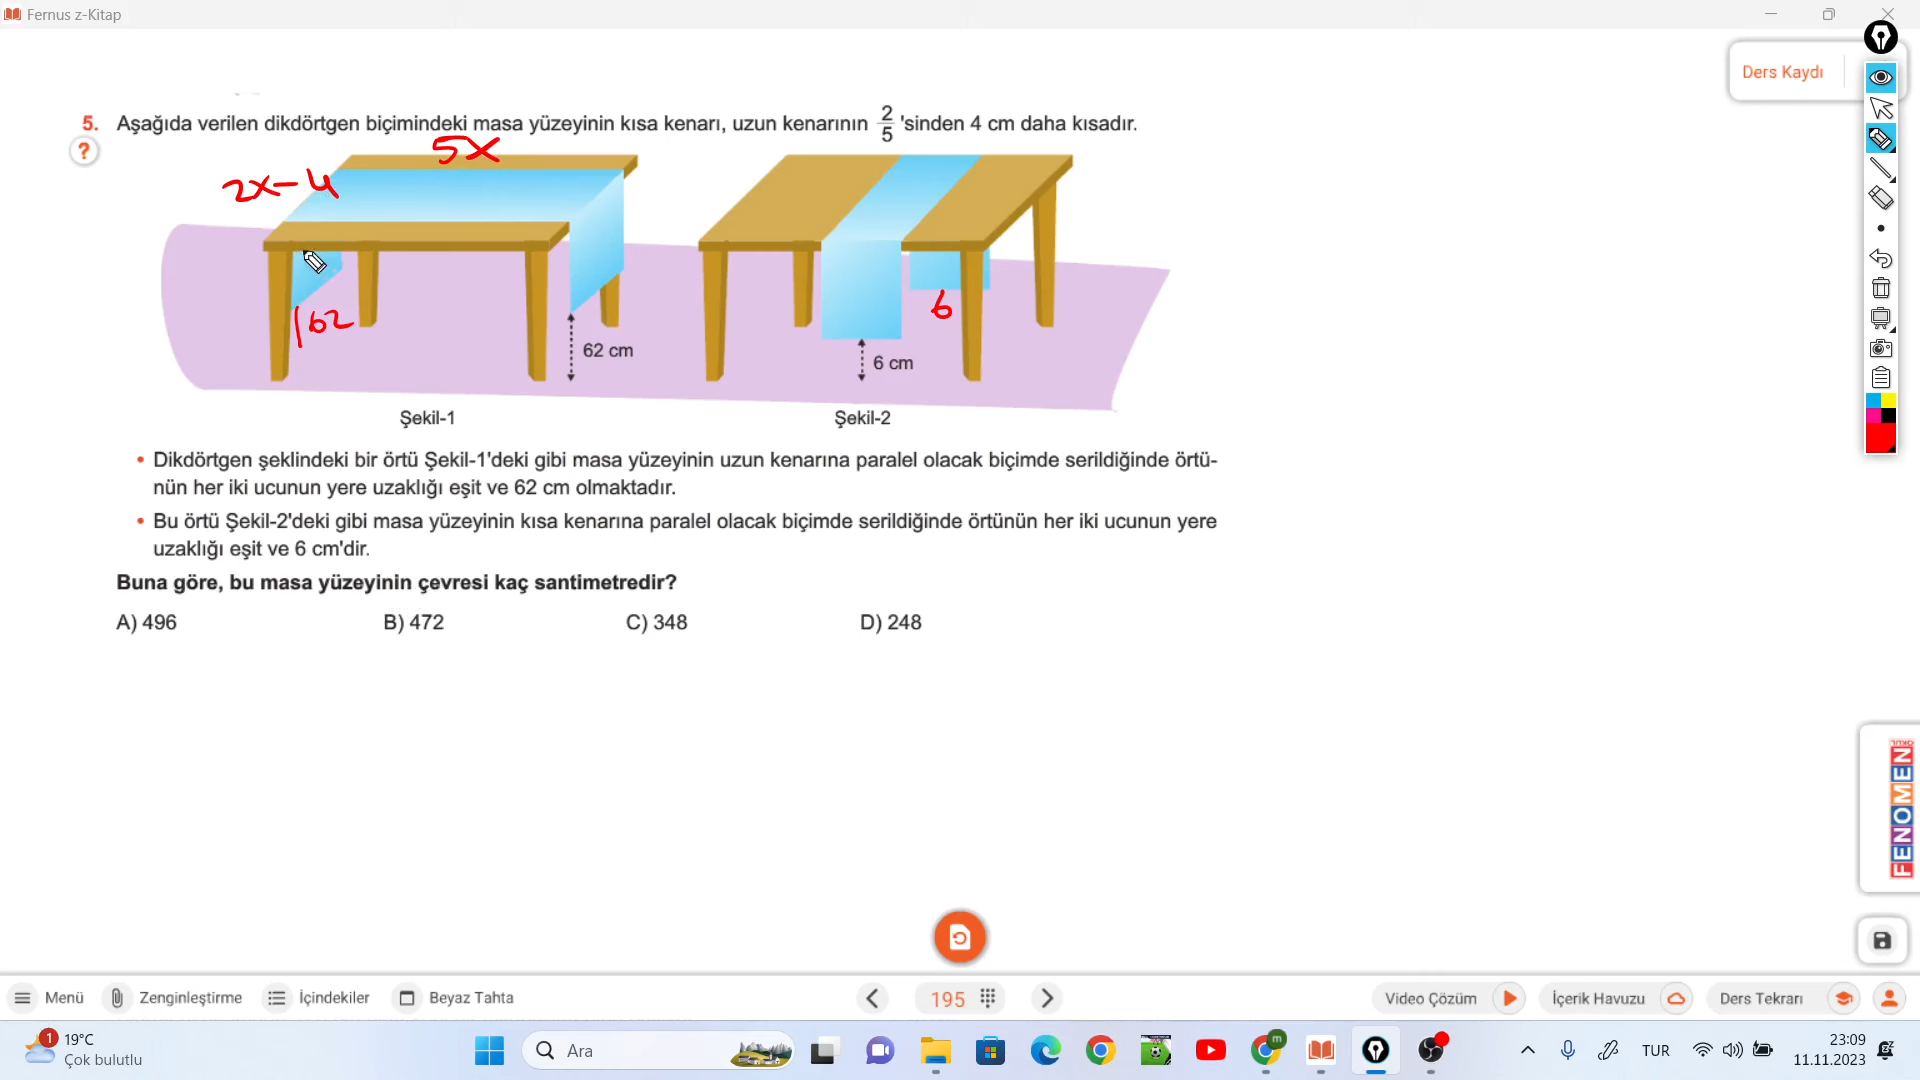 Fernus z-Kitap
Ders Kaydı
5. Aşağıda verilen dikdörtgen biçimindeki masa yüzeyinin kısa kenarı, uzun kenarının 2/5 'sinden 4 cm daha kısadır.
?
5x
2x-4
62
62 cm
6
6 cm
Şekil-1
Şekil-2
• Dikdörtgen şeklindeki bir örtü Şekil-1'deki gibi masa yüzeyinin uzun kenarına paralel olacak biçimde serildiğinde örtü-
nün her iki ucunun yere uzaklığı eşit ve 62 cm olmaktadır.
• Bu örtü Şekil-2'deki gibi masa yüzeyinin kısa kenarına paralel olacak biçimde serildiğinde örtünün her iki ucunun yere
uzaklığı eşit ve 6 cm'dir.
Buna göre, bu masa yüzeyinin çevresi kaç santimetredir?
A) 496 B) 472 C) 348 D) 248
FENOMEN
Menü Zenginleştirme İçindekiler Beyaz Tahta 195 Video Çözüm İçerik Havuzu Ders Tekrarı
1 19°C
Çok bulutlu
Ara
m
TUR
23:09
11.11.2023